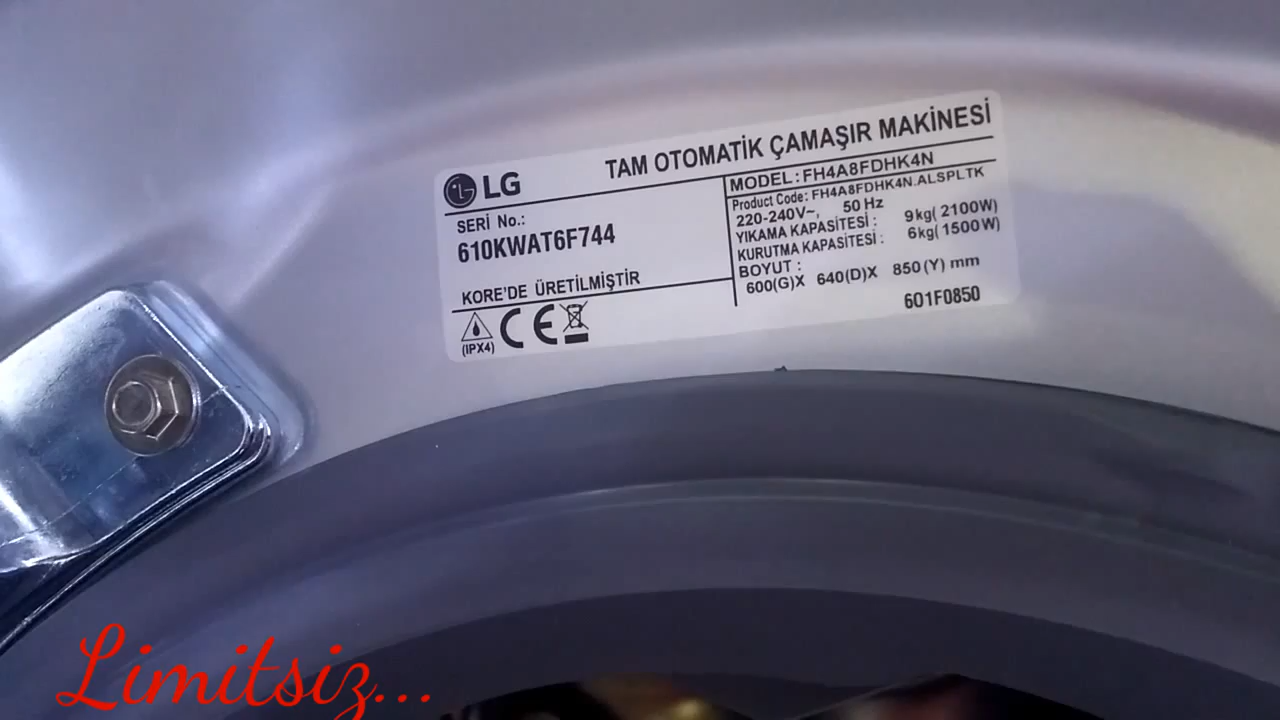 LG
TAM OTOMATİK ÇAMAŞIR MAKİNESİ
SERİ No.:
610KWAT6F744
KORE'DE ÜRETİLMİŞTİR
(IPX4)
CE
MODEL : FH4A8FDHK4N
Product Code: FH4A8FDHK4N.ALSPLTK
220-240V~, 50 Hz
YIKAMA KAPASİTESİ : 9kg( 2100W)
KURUTMA KAPASİTESİ : 6kg( 1500W)
BOYUT :
600(G)X 640(D)X 850(Y) mm
601F0850
Limitsiz...